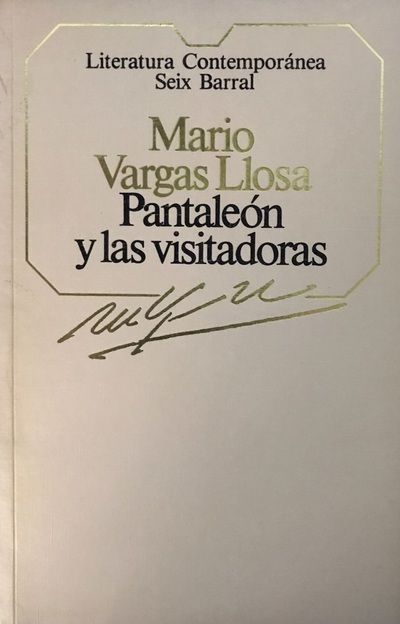 Literatura Contemporánea
Seix Barral
Mario
Vargas Llosa
Pantaleón
y las visitadoras